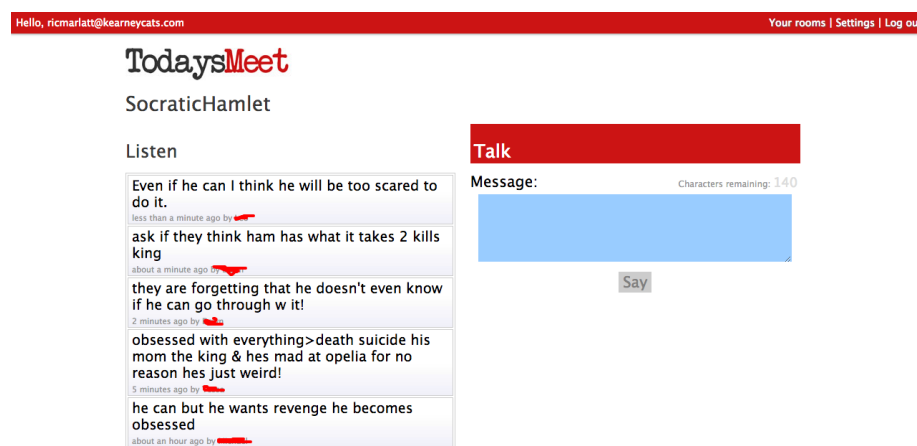 Hello, ricmarlatt@kearneycats.com
Your rooms | Settings | Log ou
TodaysMeet
SocraticHamlet
Listen
Even if he can I think he will be too scared to
do it.
less than a minute ago by
ask if they think ham has what it takes 2 kills
king
about a minute ago by
they are forgetting that he doesn't even know
if he can go through w it!
2 minutes ago by
obsessed with everything>death suicide his
mom the king & hes mad at opelia for no
reason hes just weird!
5 minutes ago by
he can but he wants revenge he becomes
obsessed
about an hour ago by
Talk
Message:
Characters remaining: 140
Say